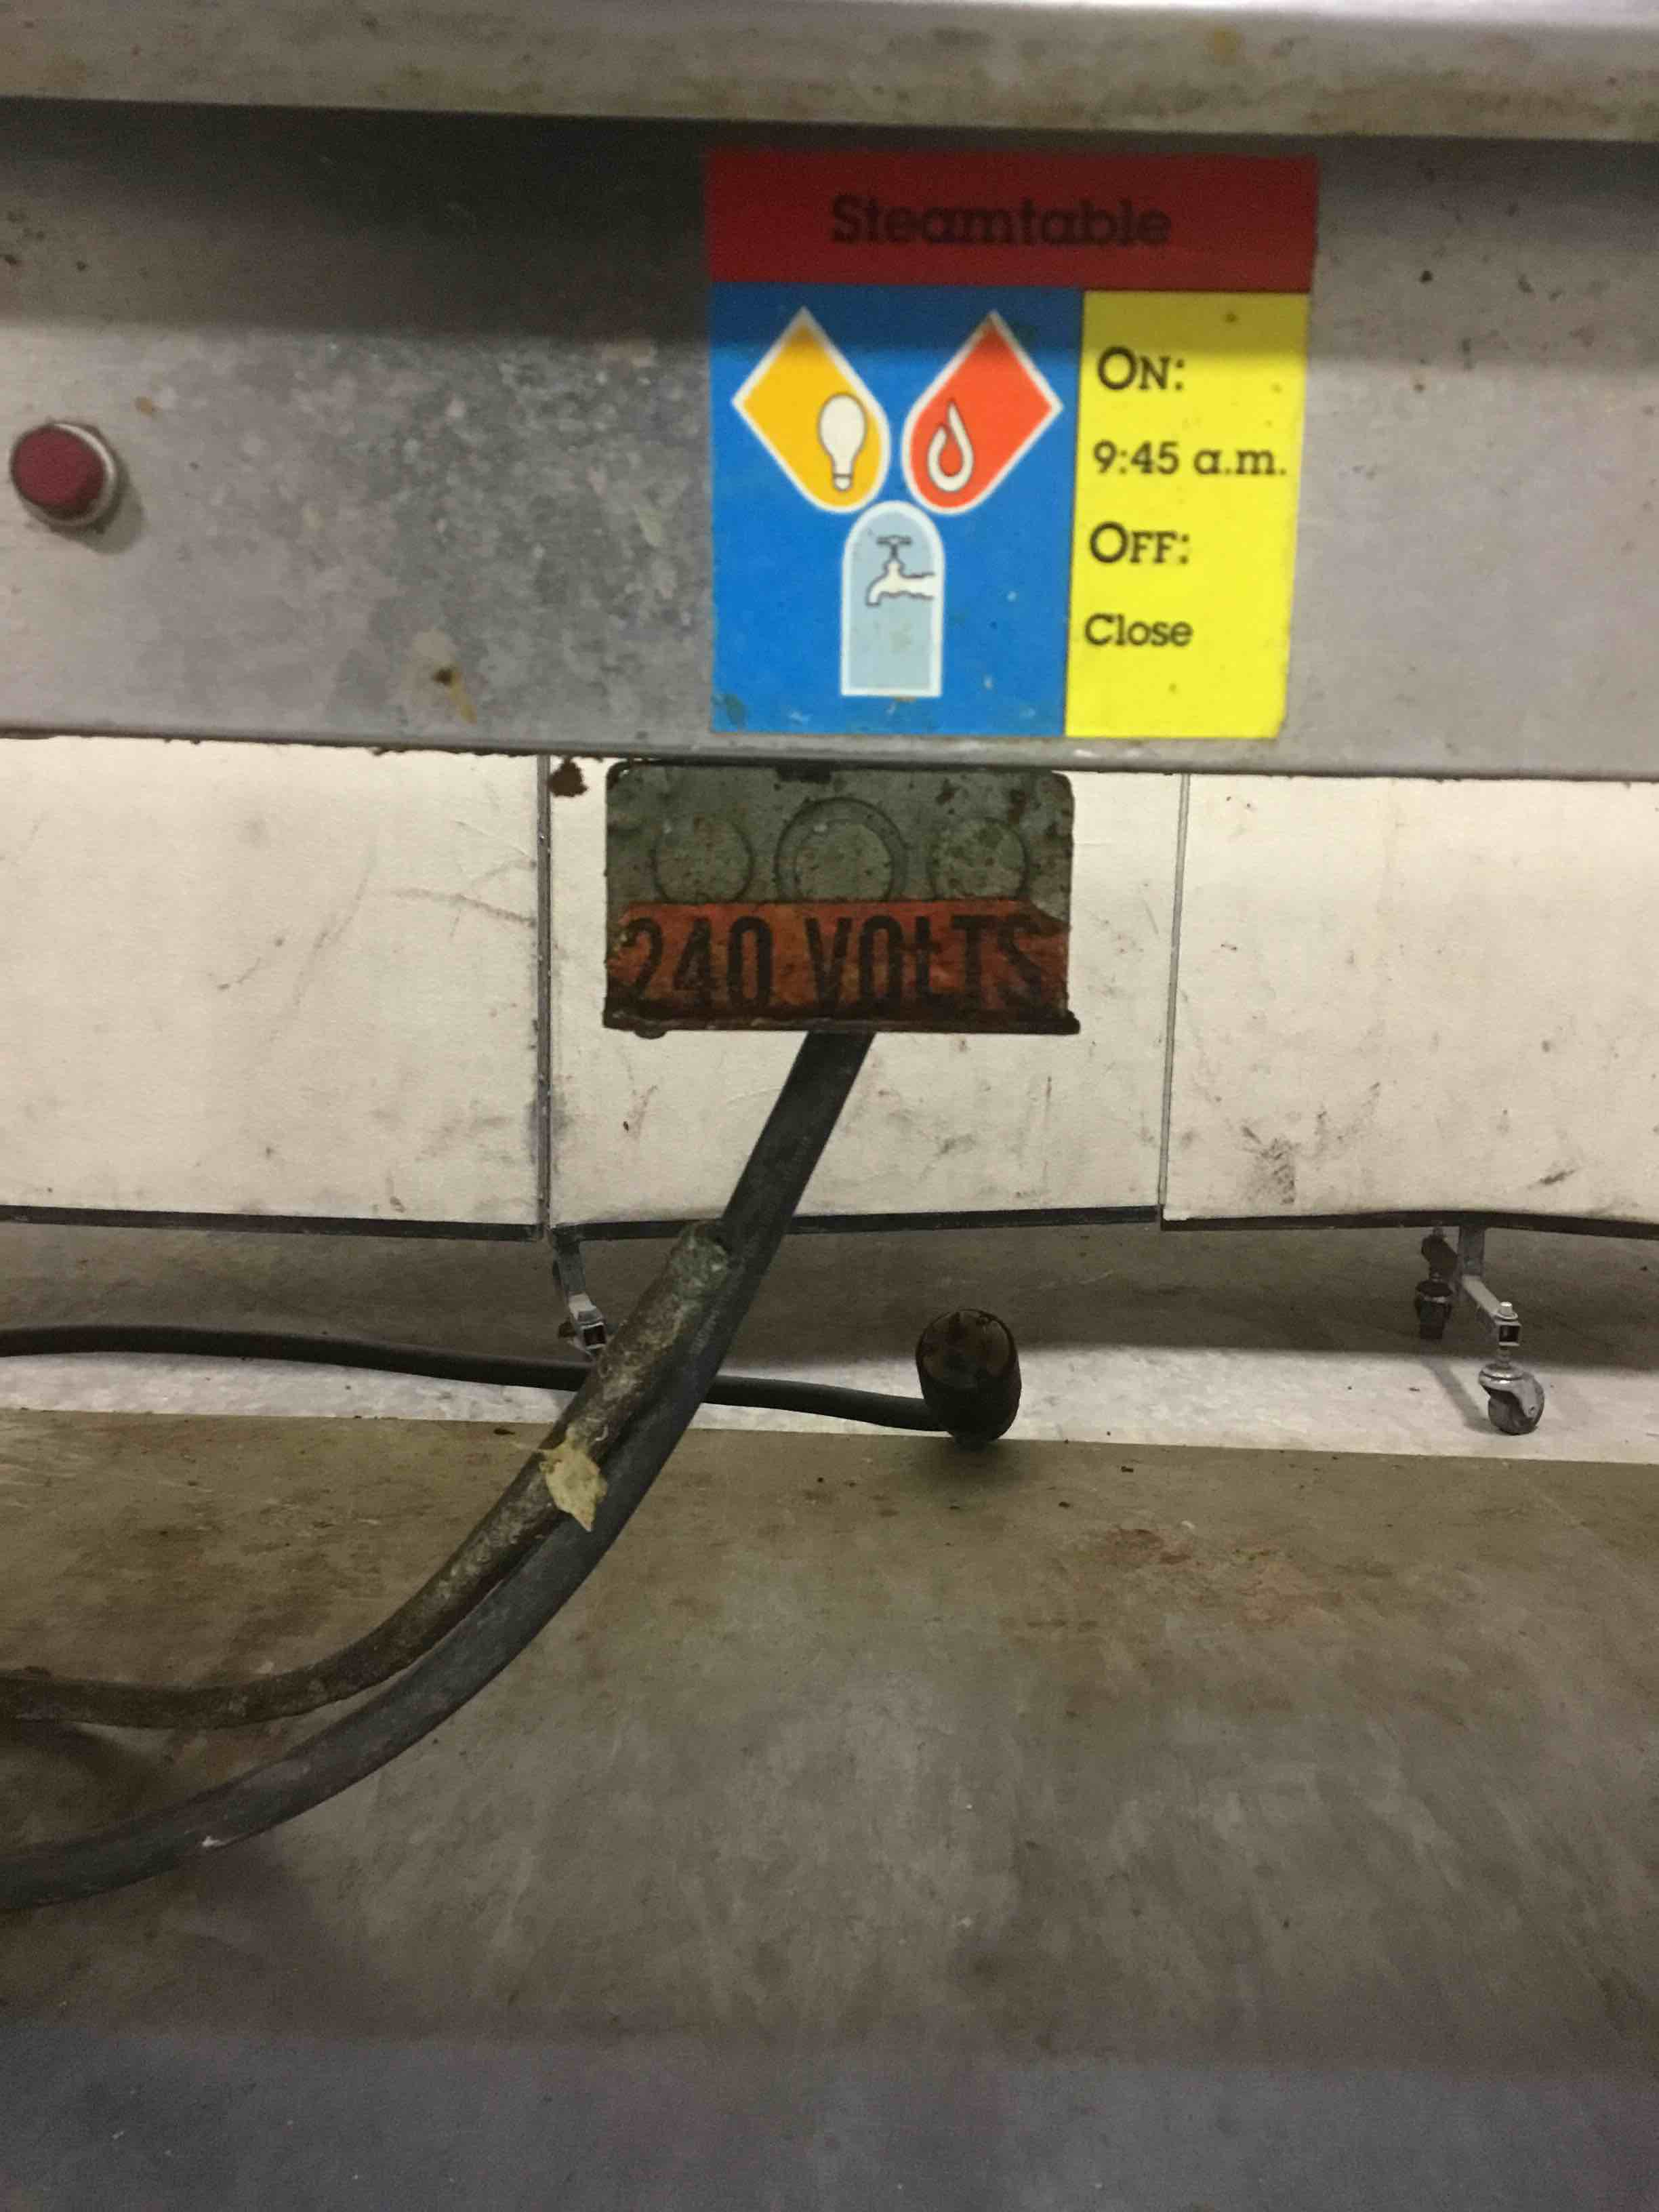 Steamtable
ON:
9:45 a.m.
OFF:
Close
240 VOLTS